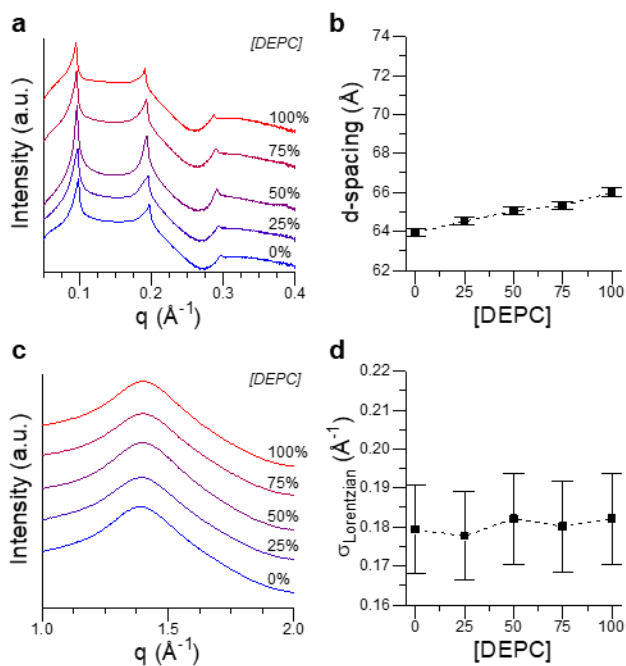 a
[DEPC]
100%
75%
50%
25%
0%
Intensity (a.u.)
0.1 0.2 0.3 0.4
q (Å-1)
b
74
72
70
68
66
64
62
d-spacing (Å)
0 25 50 75 100
[DEPC]
c
[DEPC]
100%
75%
50%
25%
0%
Intensity (a.u.)
1.0 1.5 2.0
q (Å-1)
d
0.22
0.21
0.20
0.19
0.18
0.17
0.16
σLorentzian (Å-1)
0 25 50 75 100
[DEPC]